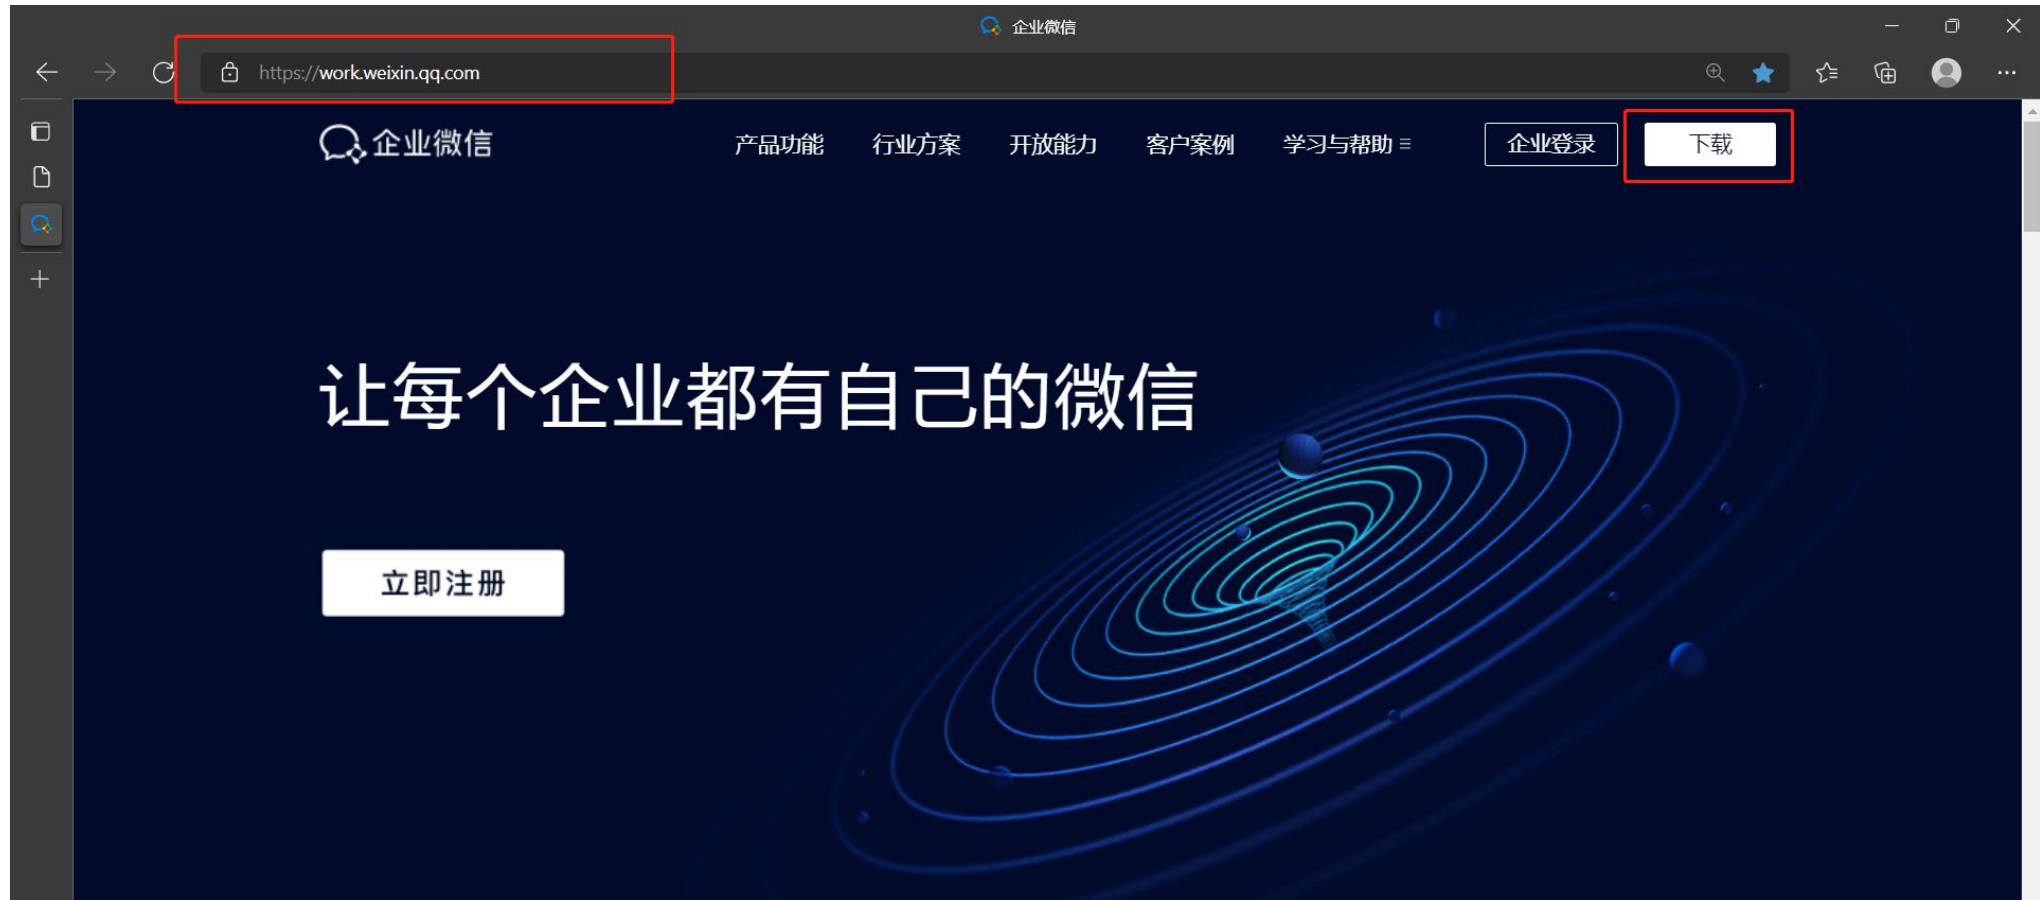 企业微信
https://work.weixin.qq.com
企业微信 产品功能 行业方案 开放能力 客户案例 学习与帮助 企业登录 下载
让每个企业都有自己的微信
立即注册